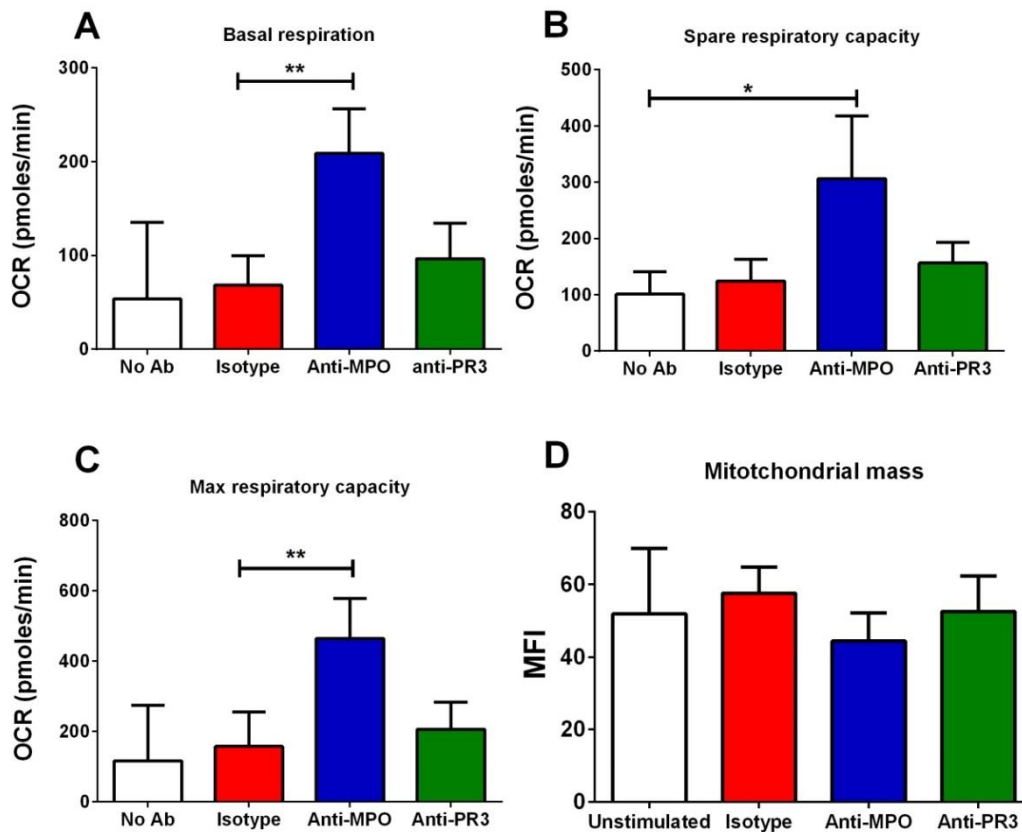 A
Basal respiration
OCR (pmoles/min)
300
200
100
0
**
No Ab Isotype Anti-MPO anti-PR3
B
Spare respiratory capacity
OCR (pmoles/min)
500
400
300
200
100
0
*
No Ab Isotype Anti-MPO Anti-PR3
C
Max respiratory capacity
OCR (pmoles/min)
800
600
400
200
0
**
No Ab Isotype Anti-MPO Anti-PR3
D
Mitotchondrial mass
MFI
80
60
40
20
0
Unstimulated Isotype Anti-MPO Anti-PR3